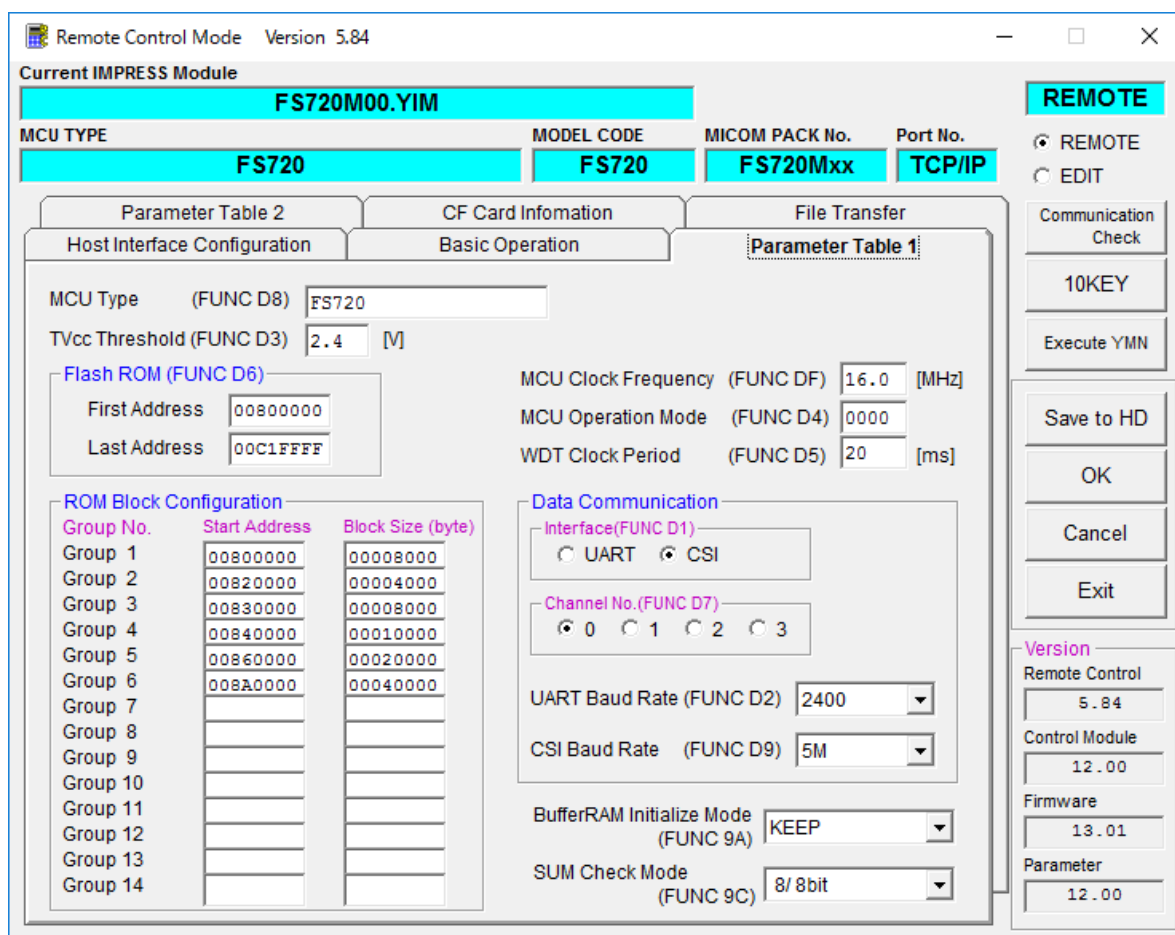 Remote Control Mode Version 5.84
Current IMPRESS Module
FS720M00.YIM
REMOTE
MCU TYPE MODEL CODE MICOM PACK No. Port No.
FS720 FS720 FS720Mxx TCP/IP
REMOTE
EDIT
Parameter Table 2 CF Card Infomation File Transfer
Host Interface Configuration Basic Operation Parameter Table 1
MCU Type (FUNC D8) FS720
TVcc Threshold (FUNC D3) 2.4 [V]
Flash ROM (FUNC D6)
First Address 00800000
Last Address 00C1FFFF
MCU Clock Frequency (FUNC DF) 16.0 [MHz]
MCU Operation Mode (FUNC D4) 0000
WDT Clock Period (FUNC D5) 20 [ms]
ROM Block Configuration
Group No. Start Address Block Size (byte)
Group 1 00800000 00008000
Group 2 00820000 00004000
Group 3 00830000 00008000
Group 4 00840000 00010000
Group 5 00860000 00020000
Group 6 008A0000 00040000
Group 7
Group 8
Group 9
Group 10
Group 11
Group 12
Group 13
Group 14
Data Communication
Interface(FUNC D1)
UART CSI
Channel No.(FUNC D7)
0 1 2 3
UART Baud Rate (FUNC D2) 2400
CSI Baud Rate (FUNC D9) 5M
BufferRAM Initialize Mode
(FUNC 9A) KEEP
SUM Check Mode
(FUNC 9C) 8/ 8bit
Communication
Check
10KEY
Execute YMN
Save to HD
OK
Cancel
Exit
Version
Remote Control
5.84
Control Module
12.00
Firmware
13.01
Parameter
12.00